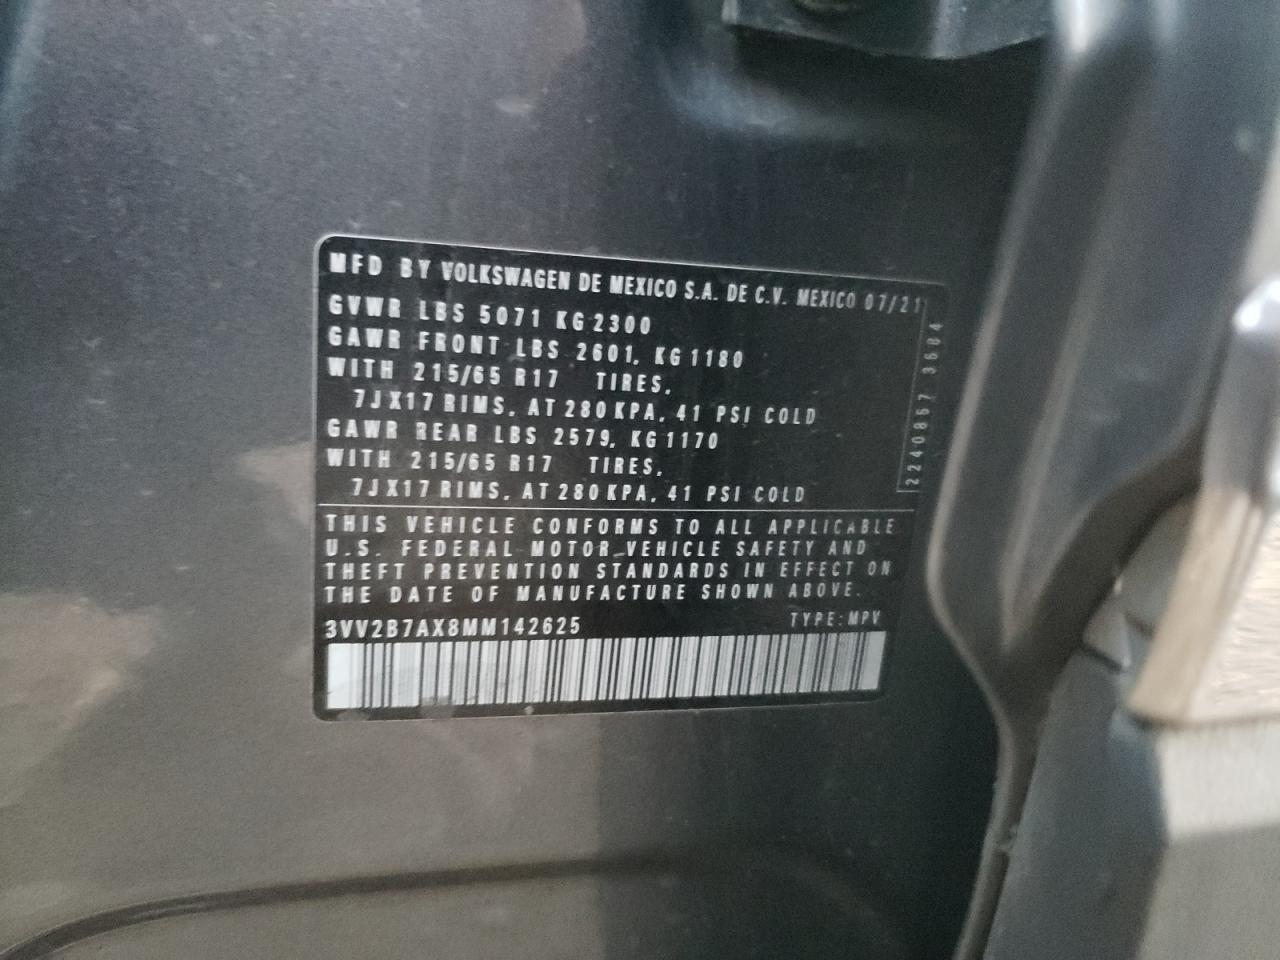 MFD BY VOLKSWAGEN DE MEXICO S.A. DE C.V. MEXICO 07/21
GVWR LBS 5071 KG 2300
GAWR FRONT LBS 2601, KG 1180
WITH 215/65 R17 TIRES,
7JX17 RIMS, AT 280 KPA, 41 PSI COLD
GAWR REAR LBS 2579, KG 1170
WITH 215/65 R17 TIRES,
7JX17 RIMS, AT 280 KPA, 41 PSI COLD
THIS VEHICLE CONFORMS TO ALL APPLICABLE
U.S. FEDERAL MOTOR VEHICLE SAFETY AND
THEFT PREVENTION STANDARDS IN EFFECT ON
THE DATE OF MANUFACTURE SHOWN ABOVE.
3VV2B7AX8MM142625 TYPE:MPV
2240857 3684